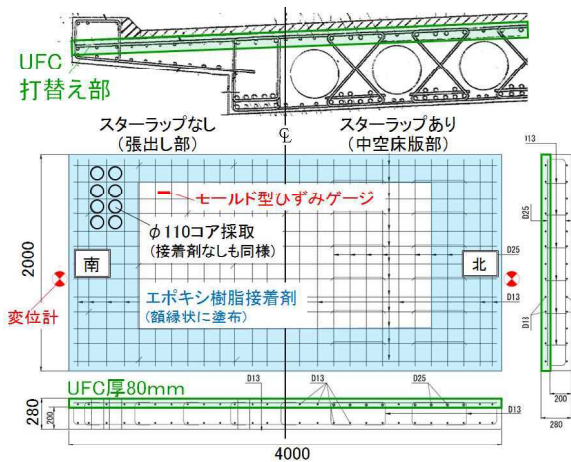 UFC
打替え部
スターラップなし
(張出し部)
℄
スターラップあり
(中空床版部)
モールド型ひずみゲージ
φ110コア採取
(接着剤なしも同様)
南
北
2000
変位計
エポキシ樹脂接着剤
(額縁状に塗布)
D25
D13
D13
D25
D13
200
280
UFC厚80mm
280
200
D13
D13
D25
D13
4000